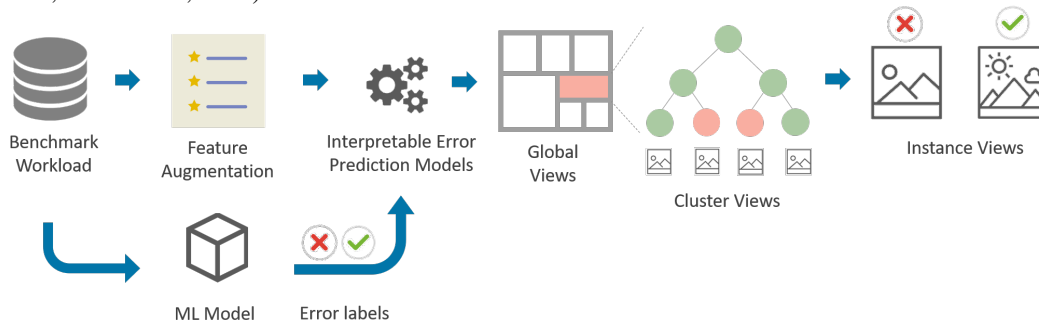 Benchmark
Workload
Feature
Augmentation
Interpretable Error
Prediction Models
Global
Views
Cluster Views
Instance Views
ML Model
Error labels